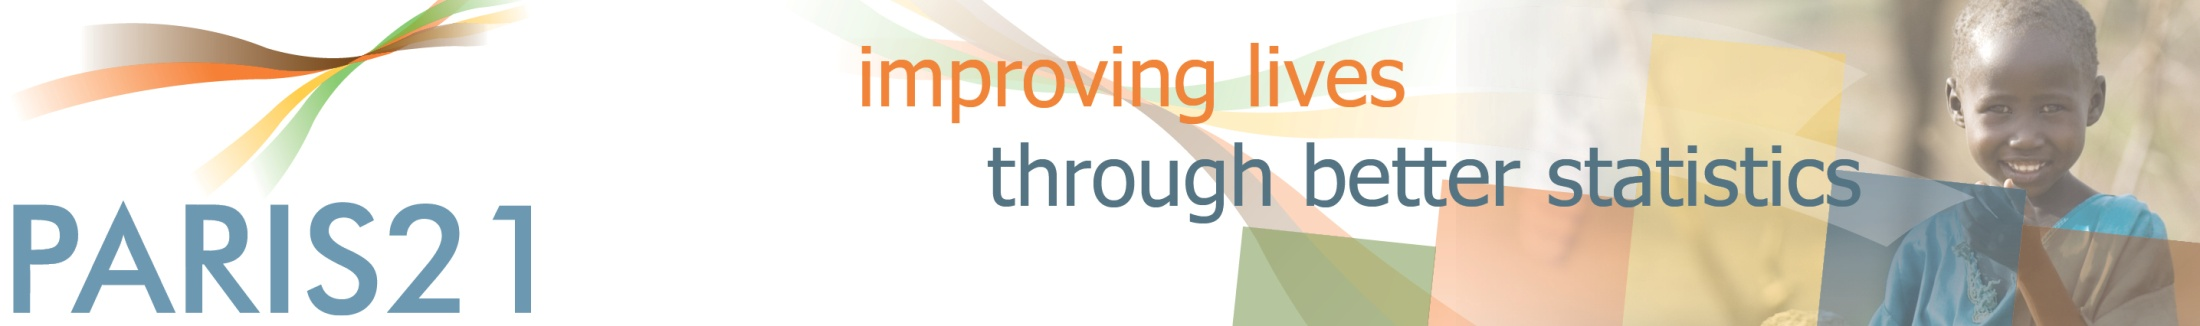 improving lives
through better statistics
PARIS21